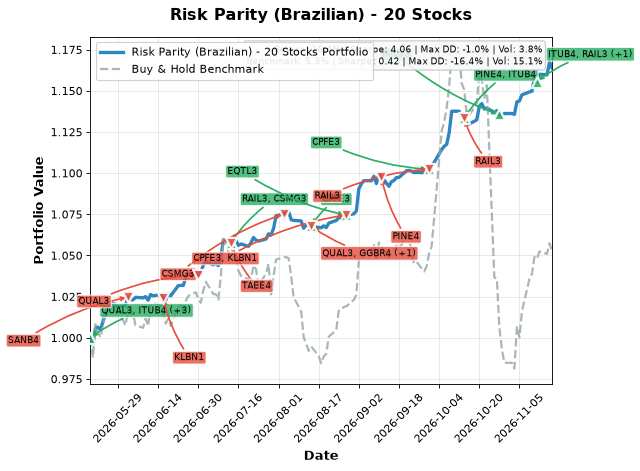 Risk Parity (Brazilian) - 20 Stocks
Risk Parity (Brazilian) - 20 Stocks Portfolio
Buy & Hold Benchmark
4.06 | Max DD: -1.0% | Vol: 3.8%
0.42 | Max DD: -16.4% | Vol: 15.1%
ITUB4, RAIL3 (+1)
PINE4, ITUB4
CPFE3
RAIL3
EQTL3
RAIL3, CSMG3
RAIL3
PINE4
QUAL3, GGBR4 (+1)
CPFE3, KLBN1
CSMG3
TAEE4
QUAL3
QUAL3, ITUB4 (+3)
SANB4
KLBN1
Portfolio Value
1.175
1.150
1.125
1.100
1.075
1.050
1.025
1.000
0.975
2026-05-29
2026-06-14
2026-06-30
2026-07-16
2026-08-01
2026-08-17
2026-09-02
2026-09-18
2026-10-04
2026-10-20
2026-11-05
Date